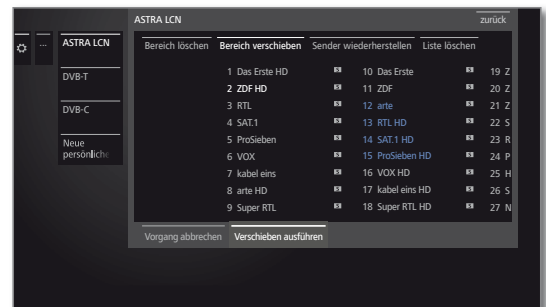 ASTRA LCN zurück
... ASTRA LCN
DVB-T
DVB-C
Neue
persönliche
Bereich löschen Bereich verschieben Sender wiederherstellen Liste löschen
1 Das Erste HD S 10 Das Erste S 19 Z
2 ZDF HD S 11 ZDF S 20 Z
3 RTL S 12 arte S 21 Z
4 SAT.1 S 13 RTL HD S 22 S
5 ProSieben S 14 SAT.1 HD S 23 R
6 VOX S 15 ProSieben HD S 24 P
7 kabel eins S 16 VOX HD S 25 H
8 arte HD S 17 kabel eins HD S 26 S
9 Super RTL S 18 Super RTL HD S 27 N
Vorgang abbrechen Verschieben ausführen